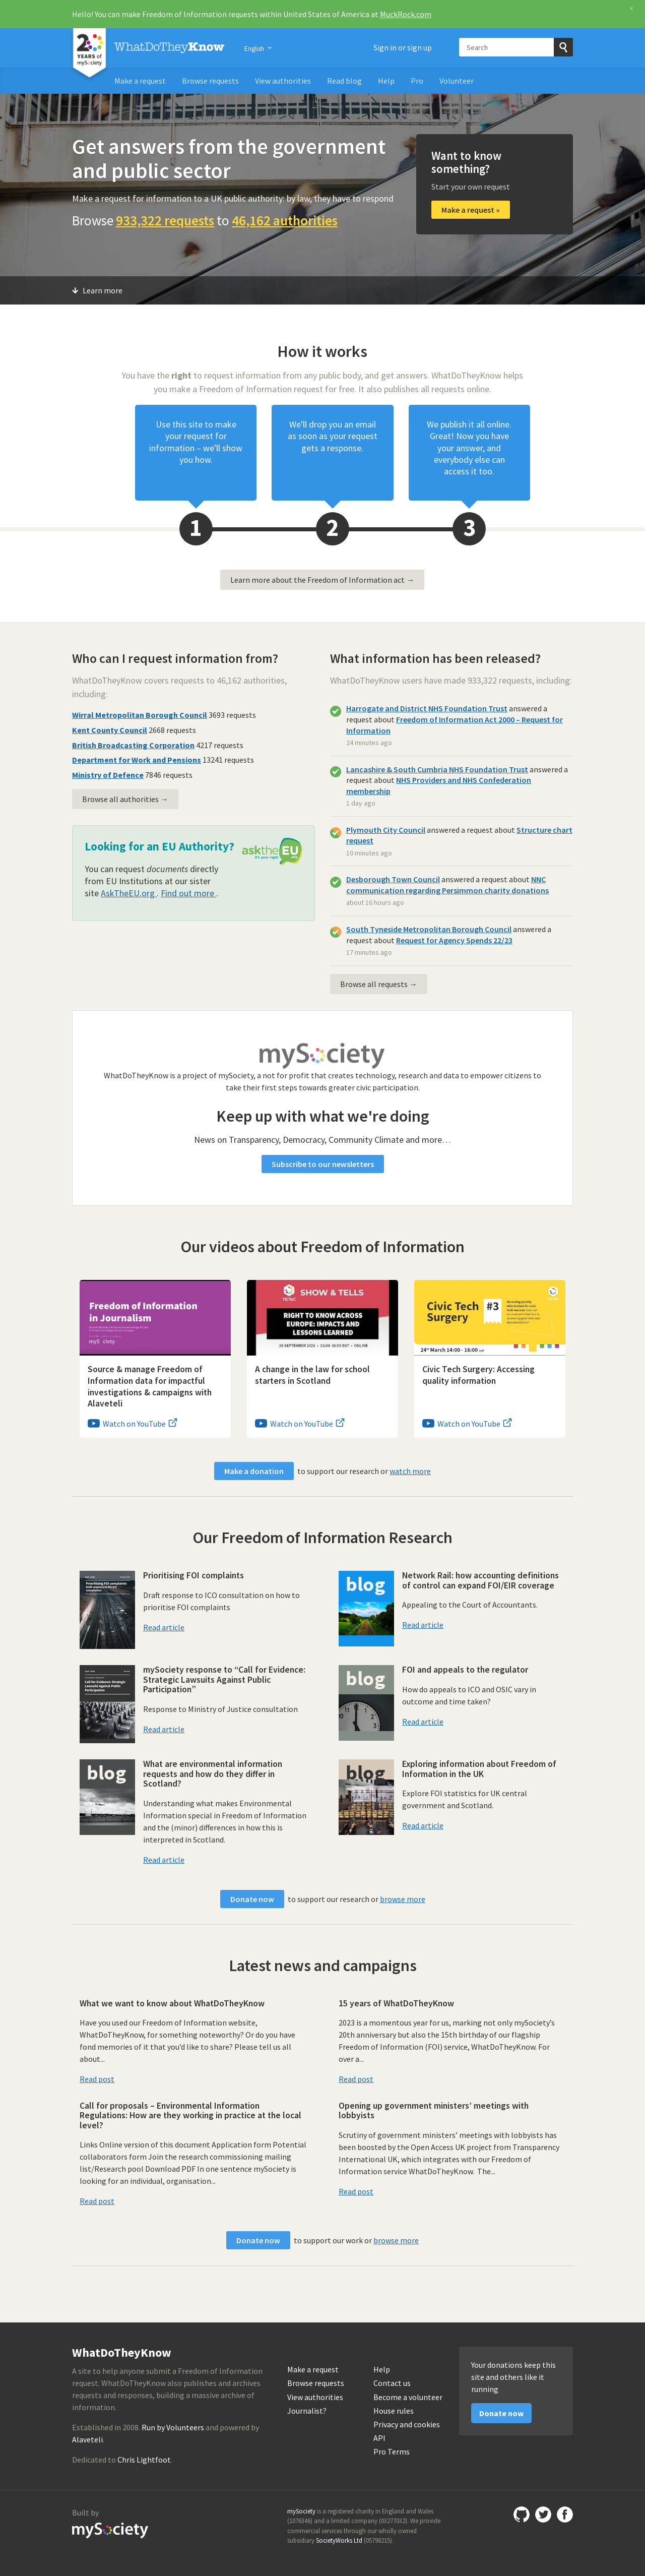 Hello! You can make Freedom of Information requests within United States of America at MuckRock.com
×
20
YEARS of
mySociety
WhatDoTheyKnow
English
Sign in or sign up
Search
Make a request
Browse requests
View authorities
Read blog
Help
Pro
Volunteer
Get answers from the government
and public sector
Make a request for information to a UK public authority: by law, they have to respond
Browse 933,322 requests to 46,162 authorities
Want to know
something?
Start your own request
Make a request »
Learn more
How it works
You have the right to request information from any public body, and get answers. WhatDoTheyKnow helps
you make a Freedom of Information request for free. It also publishes all requests online.
Use this site to make
your request for
information – we'll show
you how.
We'll drop you an email
as soon as your request
gets a response.
We publish it all online.
Great! Now you have
your answer, and
everybody else can
access it too.
1
2
3
Learn more about the Freedom of Information act →
Who can I request information from?
WhatDoTheyKnow covers requests to 46,162 authorities,
including:
Wirral Metropolitan Borough Council 3693 requests
Kent County Council 2668 requests
British Broadcasting Corporation 4217 requests
Department for Work and Pensions 13241 requests
Ministry of Defence 7846 requests
Browse all authorities →
Looking for an EU Authority?
asktheEU
it's your right
You can request documents directly
from EU Institutions at our sister
site AskTheEU.org . Find out more .
What information has been released?
WhatDoTheyKnow users have made 933,322 requests, including:
Harrogate and District NHS Foundation Trust answered a
request about Freedom of Information Act 2000 – Request for
Information
24 minutes ago
Lancashire & South Cumbria NHS Foundation Trust answered a
request about NHS Providers and NHS Confederation
membership
1 day ago
Plymouth City Council answered a request about Structure chart
request
10 minutes ago
Desborough Town Council answered a request about NNC
communication regarding Persimmon charity donations
about 16 hours ago
South Tyneside Metropolitan Borough Council answered a
request about Request for Agency Spends 22/23
17 minutes ago
Browse all requests →
mySociety
WhatDoTheyKnow is a project of mySociety, a not for profit that creates technology, research and data to empower citizens to
take their first steps towards greater civic participation.
Keep up with what we're doing
News on Transparency, Democracy, Community Climate and more…
Subscribe to our newsletters
Our videos about Freedom of Information
Freedom of Information
in Journalism
mySociety
Source & manage Freedom of
Information data for impactful
investigations & campaigns with
Alaveteli
Watch on YouTube
SHOW & TELLS
RIGHT TO KNOW ACROSS
EUROPE: IMPACTS AND
LESSONS LEARNED
A change in the law for school
starters in Scotland
Watch on YouTube
Civic Tech
Surgery
#3
24th March 14:00 - 16:00
Civic Tech Surgery: Accessing
quality information
Watch on YouTube
Make a donation to support our research or watch more
Our Freedom of Information Research
Prioritising FOI complaints
Draft response to ICO consultation on how to
prioritise FOI complaints
Read article
blog
Network Rail: how accounting definitions
of control can expand FOI/EIR coverage
Appealing to the Court of Accountants.
Read article
mySociety response to “Call for Evidence:
Strategic Lawsuits Against Public
Participation”
Response to Ministry of Justice consultation
Read article
blog
FOI and appeals to the regulator
How do appeals to ICO and OSIC vary in
outcome and time taken?
Read article
blog
What are environmental information
requests and how do they differ in
Scotland?
Understanding what makes Environmental
Information special in Freedom of Information
and the (minor) differences in how this is
interpreted in Scotland.
Read article
blog
Exploring information about Freedom of
Information in the UK
Explore FOI statistics for UK central
government and Scotland.
Read article
Donate now to support our research or browse more
Latest news and campaigns
What we want to know about WhatDoTheyKnow
Have you used our Freedom of Information website,
WhatDoTheyKnow, for something noteworthy? Or do you have
fond memories of it that you’d like to share? Please tell us all
about...
Read post
15 years of WhatDoTheyKnow
2023 is a momentous year for us, marking not only mySociety’s
20th anniversary but also the 15th birthday of our flagship
Freedom of Information (FOI) service, WhatDoTheyKnow. For
over a...
Read post
Call for proposals – Environmental Information
Regulations: How are they working in practice at the local
level?
Links Online version of this document Application form Potential
collaborators form Join the research commissioning mailing
list/Research pool Download PDF In one sentence mySociety is
looking for an individual, organisation...
Read post
Opening up government ministers’ meetings with
lobbyists
Scrutiny of government ministers’ meetings with lobbyists has
been boosted by the Open Access UK project from Transparency
International UK, which integrates with our Freedom of
Information service WhatDoTheyKnow. The...
Read post
Donate now to support our work or browse more
WhatDoTheyKnow
A site to help anyone submit a Freedom of Information
request. WhatDoTheyKnow also publishes and archives
requests and responses, building a massive archive of
information.
Established in 2008. Run by Volunteers and powered by
Alaveteli.
Dedicated to Chris Lightfoot.
Make a request
Browse requests
View authorities
Journalist?
Help
Contact us
Become a volunteer
House rules
Privacy and cookies
API
Pro Terms
Your donations keep this
site and others like it
running
Donate now
Built by
mySociety
mySociety is a registered charity in England and Wales
(1076346) and a limited company (03277032). We provide
commercial services through our wholly owned
subsidiary SocietyWorks Ltd (05798215).